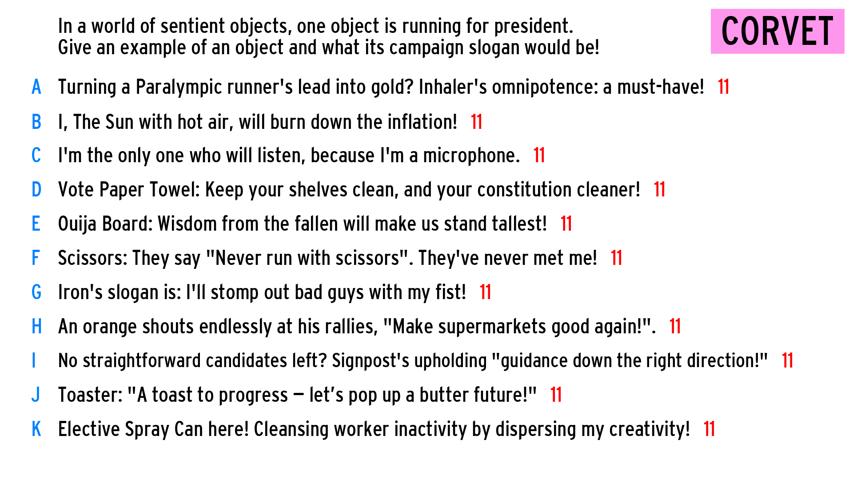 In a world of sentient objects, one object is running for president.
Give an example of an object and what its campaign slogan would be!
CORVET
A Turning a Paralympic runner's lead into gold? Inhaler's omnipotence: a must-have! 11
B I, The Sun with hot air, will burn down the inflation! 11
C I'm the only one who will listen, because I'm a microphone. 11
D Vote Paper Towel: Keep your shelves clean, and your constitution cleaner! 11
E Ouija Board: Wisdom from the fallen will make us stand tallest! 11
F Scissors: They say "Never run with scissors". They've never met me! 11
G Iron's slogan is: I'll stomp out bad guys with my fist! 11
H An orange shouts endlessly at his rallies, "Make supermarkets good again!". 11
I No straightforward candidates left? Signpost's upholding "guidance down the right direction!" 11
J Toaster: "A toast to progress – let’s pop up a butter future!" 11
K Elective Spray Can here! Cleansing worker inactivity by dispersing my creativity! 11